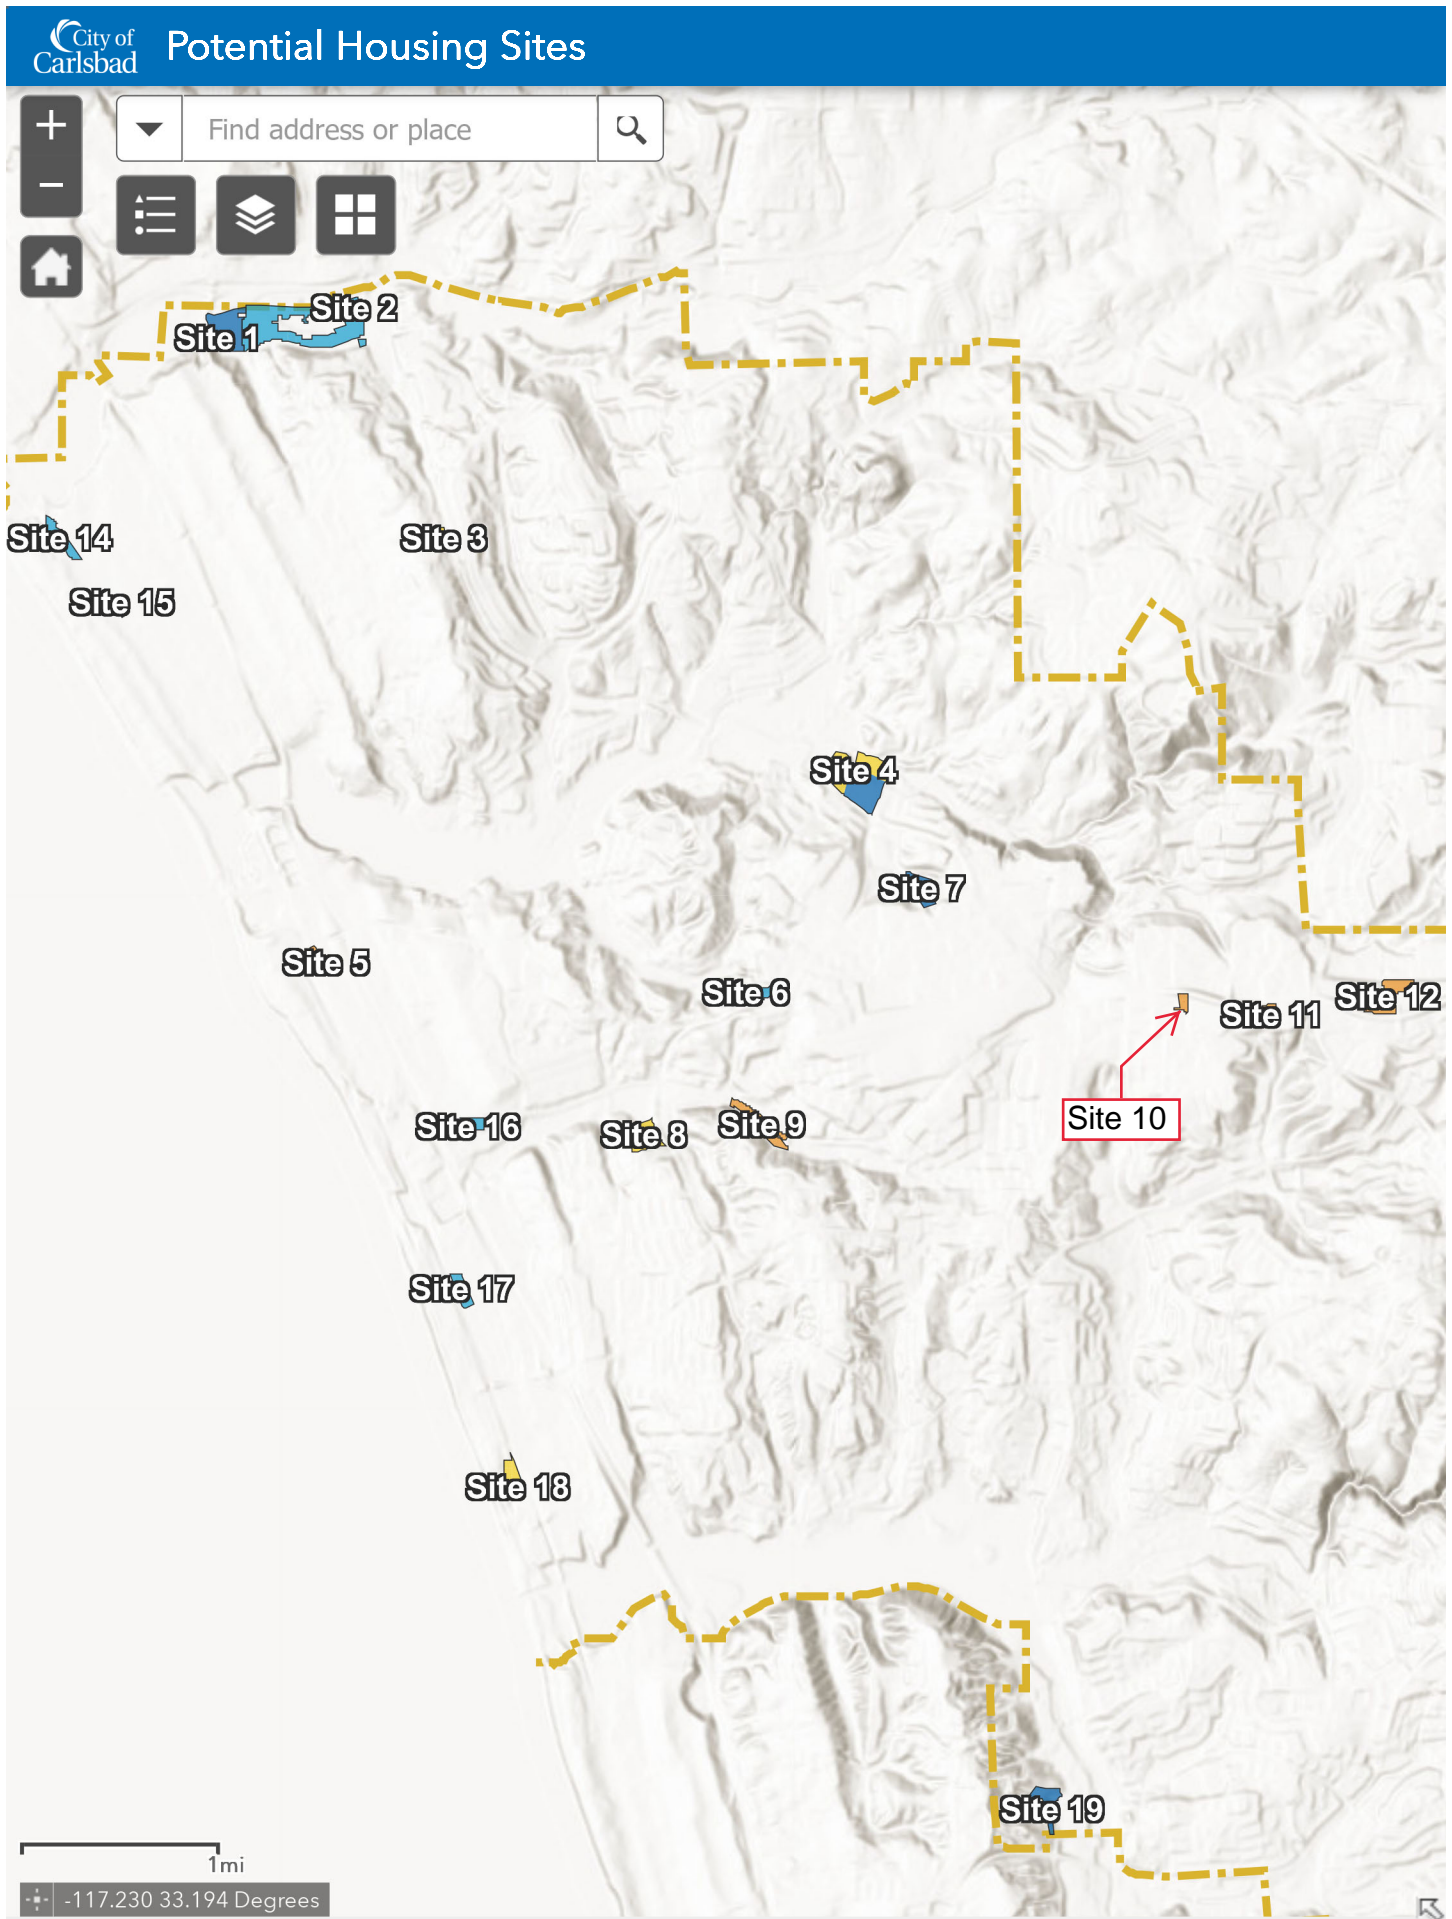 City of
Carlsbad
Potential Housing Sites
Find address or place
Site 2
Site 1
Site 14
Site 3
Site 15
Site 4
Site 7
Site 5
Site 6
Site 12
Site 11
Site 10
Site 16
Site 8
Site 9
Site 17
Site 18
Site 19
1mi
-117.230 33.194 Degrees